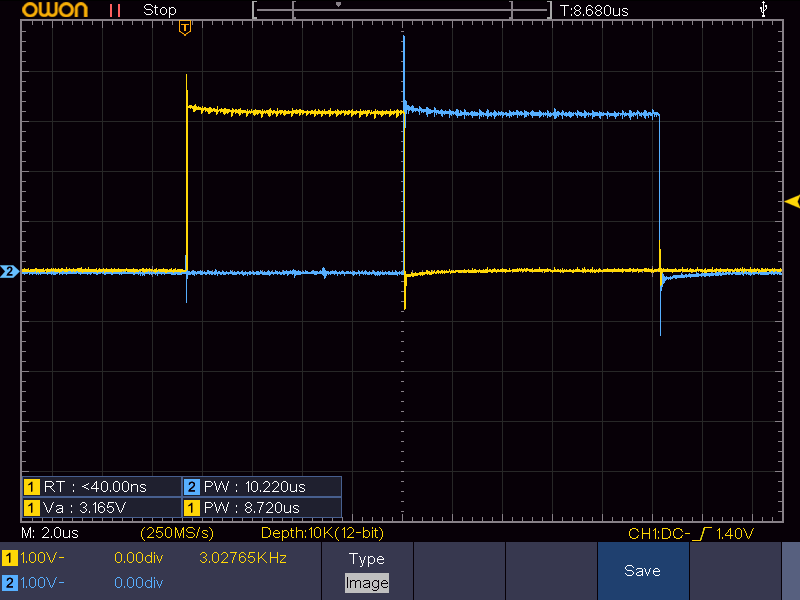 owon Stop T:8.680us
T
2
1 RT : <40.00ns 2 PW : 10.220us
1 Va : 3.165V 1 PW : 8.720us
M: 2.0us (250MS/s) Depth:10K(12-bit) CH1:DC- 1.40V
1 1.00V- 0.00div 3.02765KHz
2 1.00V- 0.00div
Type
Image
Save